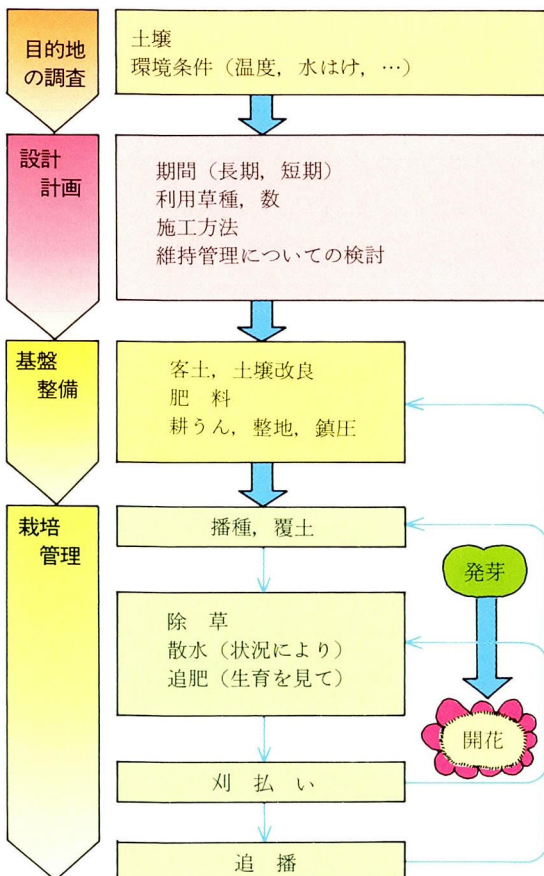 目的地
の調査
土壌
環境条件（温度，水はけ，…）
設計
計画
期間（長期，短期）
利用草種，数
施工方法
維持管理についての検討
基盤
整備
客土，土壌改良
肥　料
耕うん，整地，鎮圧
栽培
管理
播種，覆土
発芽
除　草
散水（状況により）
追肥（生育を見て）
開花
刈　払　い
追　播